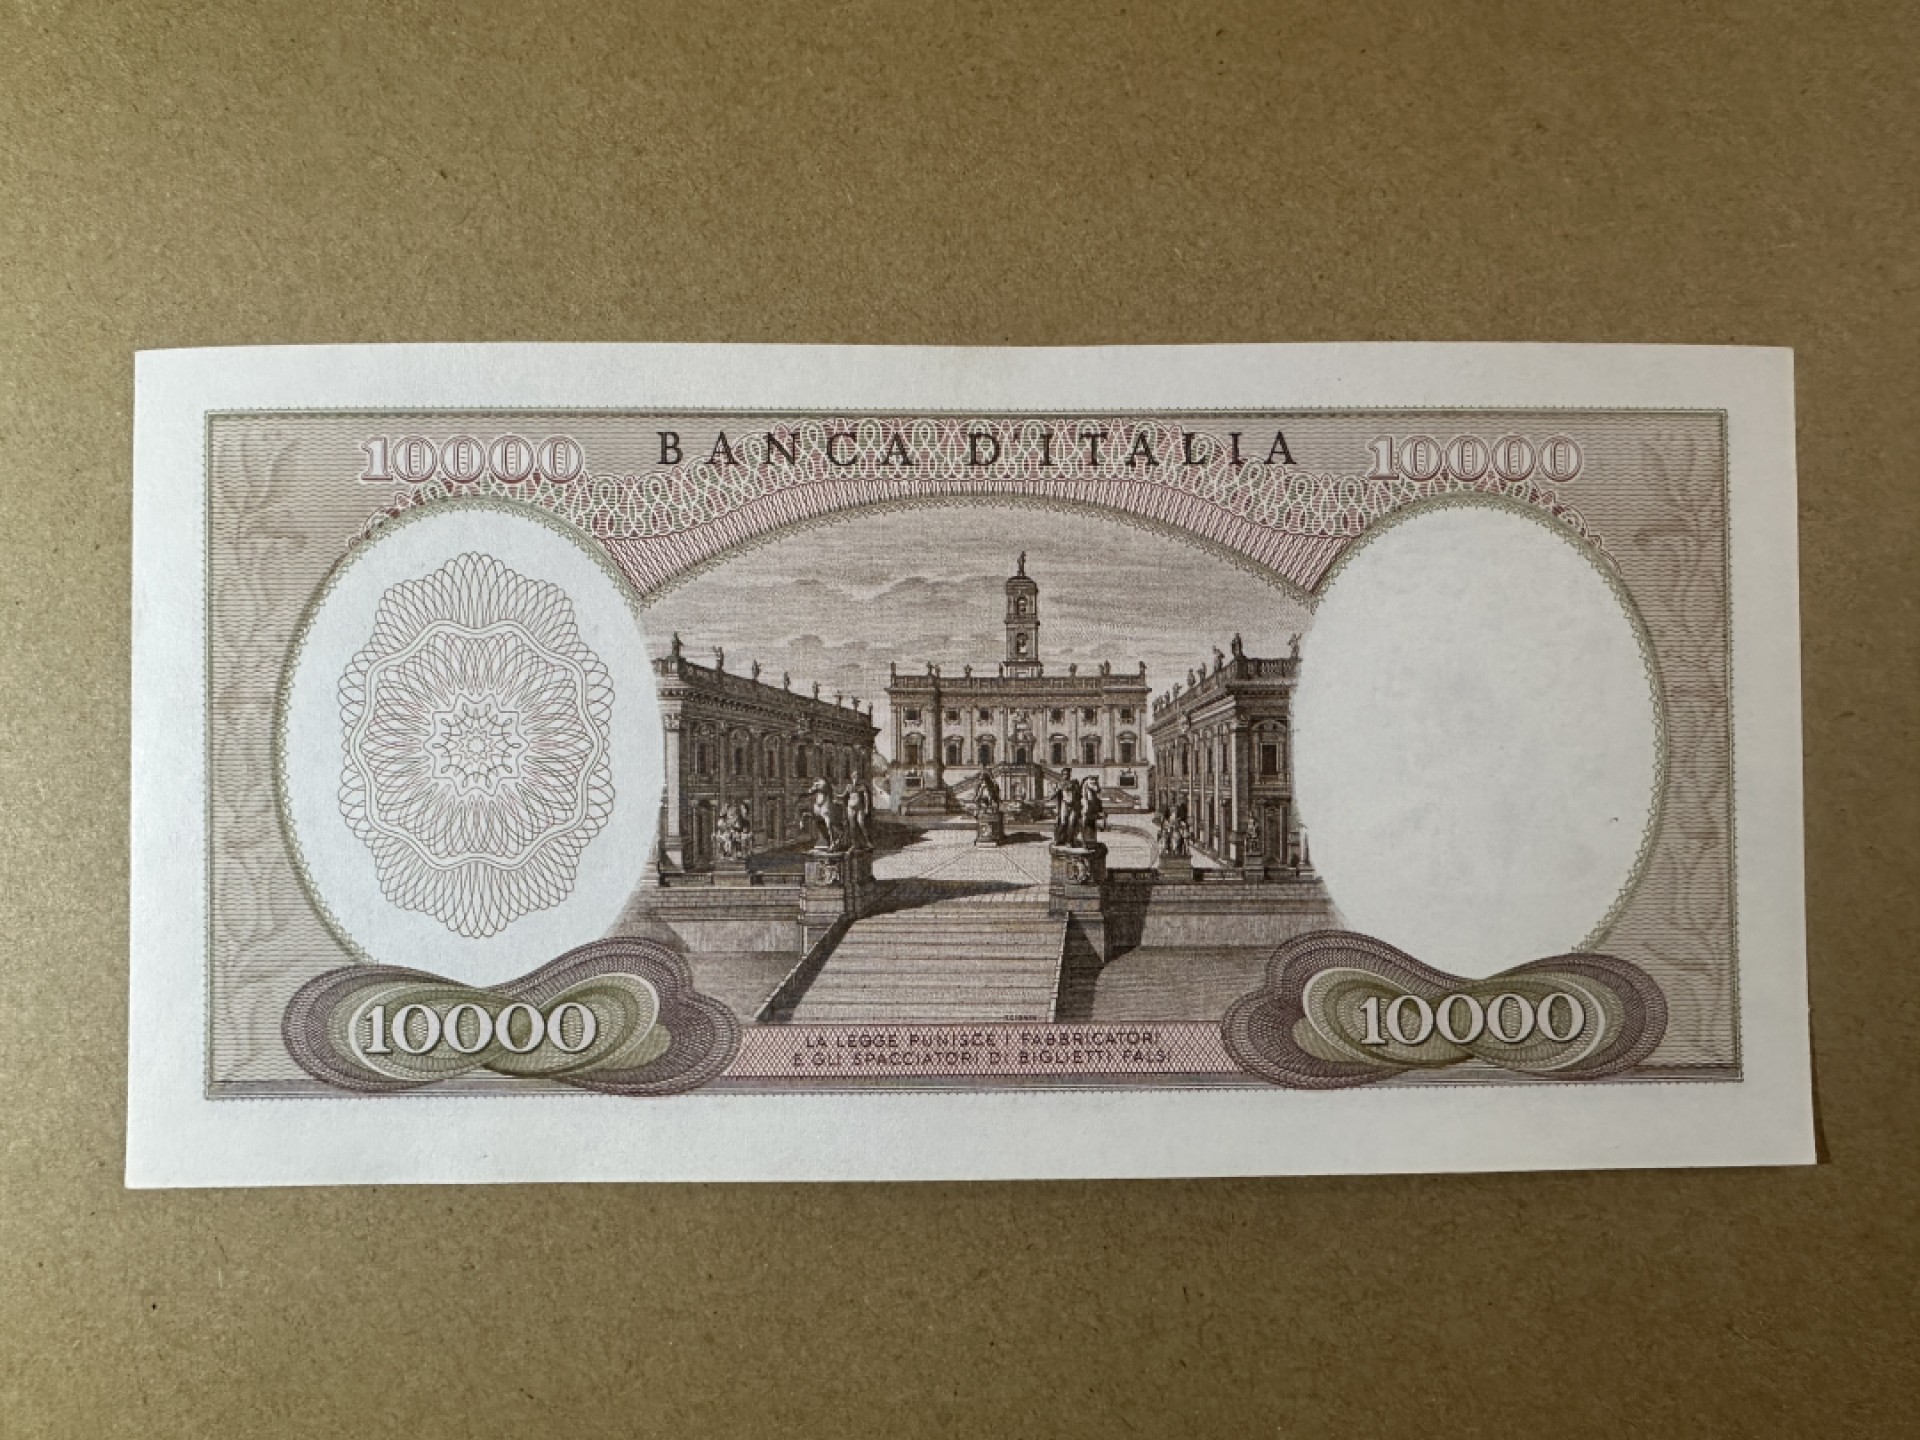 10000 BANCA D'ITALIA 10000
10000 10000
LA LEGGE PUNISCE I FABBRICATORI
E GLI SPACCIATORI DI BIGLIETTI FALSI